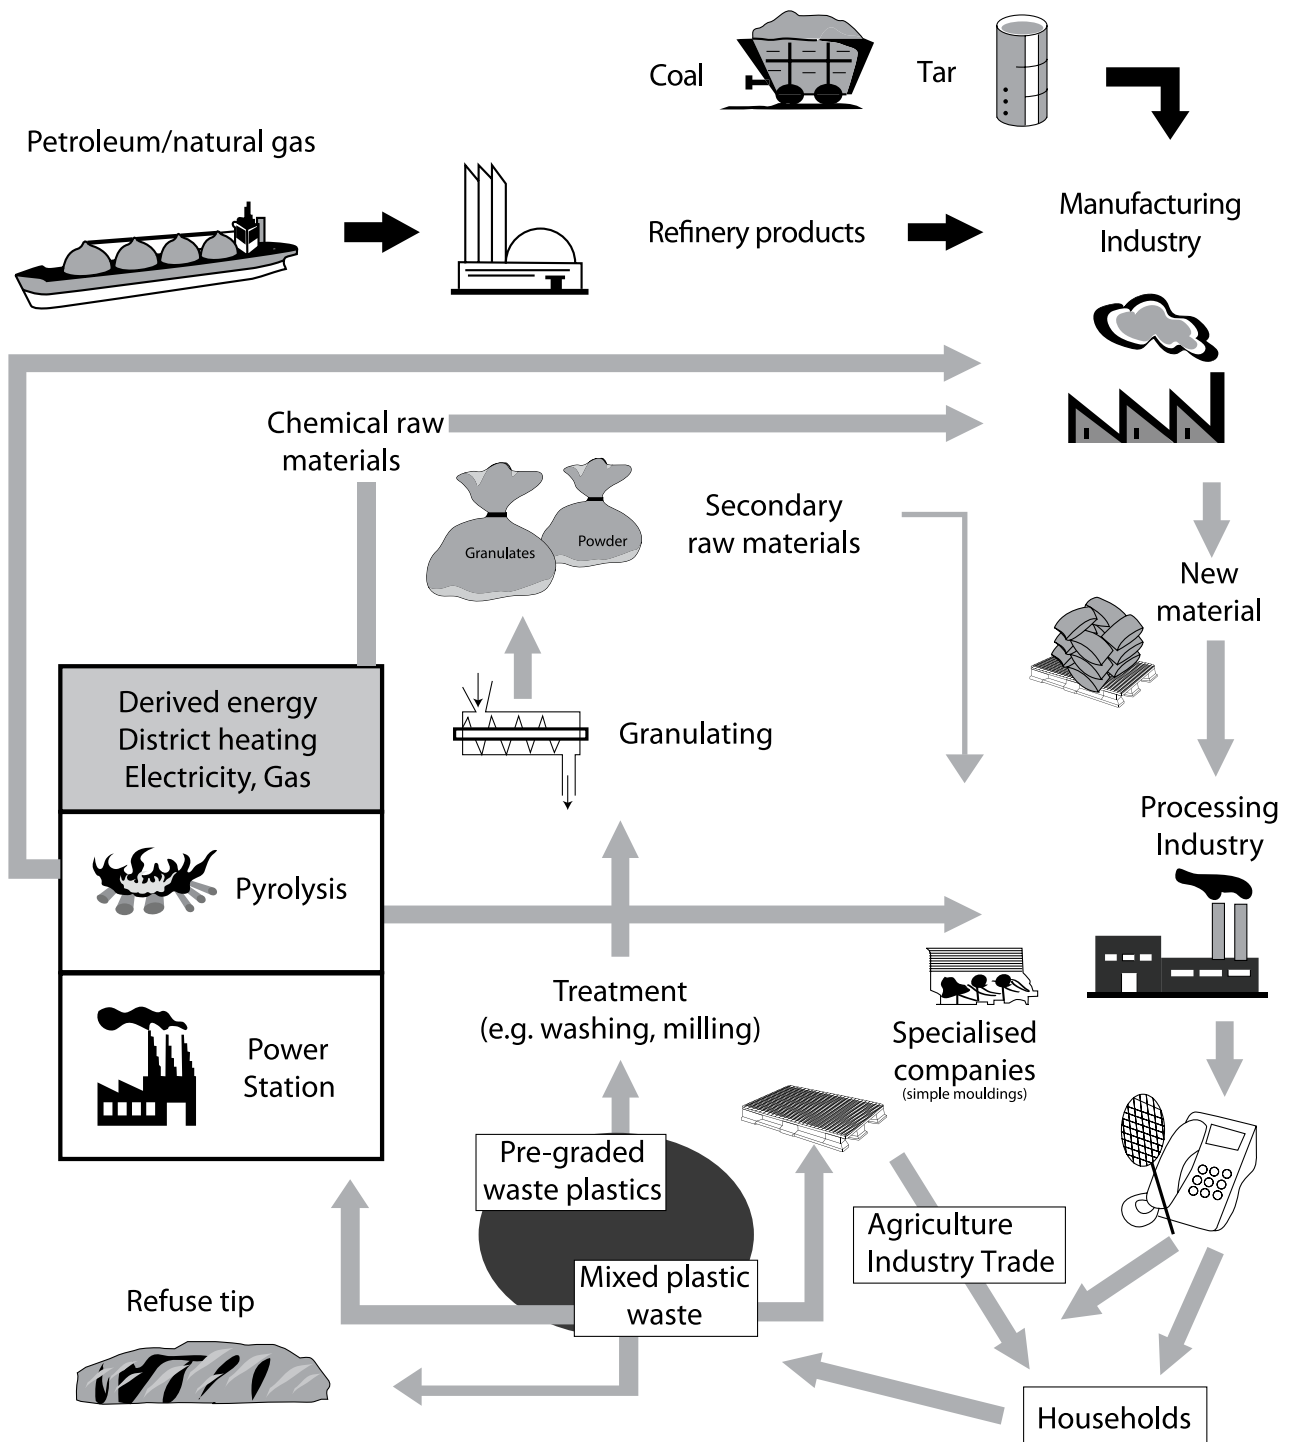 Coal
Tar
Petroleum/natural gas
Refinery products
Manufacturing
Industry
Chemical raw
materials
Granulates
Powder
Secondary
raw materials
New
material
Derived energy
District heating
Electricity, Gas
Granulating
Processing
Industry
Pyrolysis
Treatment
(e.g. washing, milling)
Power
Station
Specialised
companies
(simple mouldings)
Pre-graded
waste plastics
Agriculture
Industry Trade
Mixed plastic
waste
Refuse tip
Households